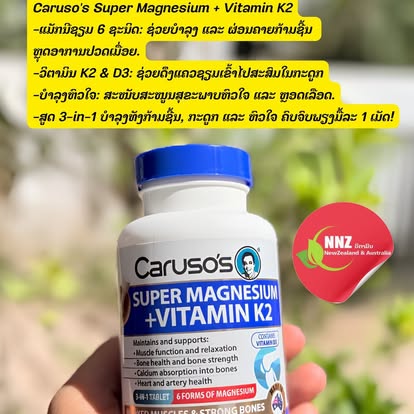 Caruso's Super Magnesium + Vitamin K2
-ແມັກນີຊຽມ 6 ຊະນິດ: ຊ່ວຍບຳລຸງ ແລະ ຜ່ອນຄາຍກ້າມຊີ້ນ
ຫຼຸດອາການປວດເມື່ອຍ.
-ວິຕາມິນ K2 & D3: ຊ່ວຍດຶງແຄວຊຽມເຂົ້າໄປສະສົມໃນກະດູກ
-ບຳລຸງຫົວໃຈ: ສະໜັບສະໜູນສຸຂະພາບຫົວໃຈ ແລະ ຫຼອດເລືອດ.
-ສູດ 3-in-1 ບຳລຸງທັງກ້າມຊີ້ນ, ກະດູກ ແລະ ຫົວໃຈ ຄົບຈົບພຽງມື້ລະ 1 ເມັດ!
NNZ
NewZealand & Australia
Caruso's
SUPER MAGNESIUM
+VITAMIN K2
Maintains and supports:
• Muscle function and relaxation
• Bone health and bone strength
• Calcium absorption into bones
• Heart and artery health
CONTAINS
VITAMIN D3
3-IN-1 TABLET
6 FORMS OF MAGNESIUM
MUSCLES & STRONG BONES